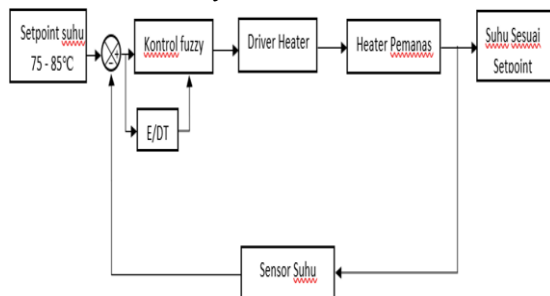 Setpoint suhu
75 - 85°C
Kontrol fuzzy
Driver Heater
Heater Pemanas
Suhu Sesuai
Setpoint
E/DT
Sensor Suhu